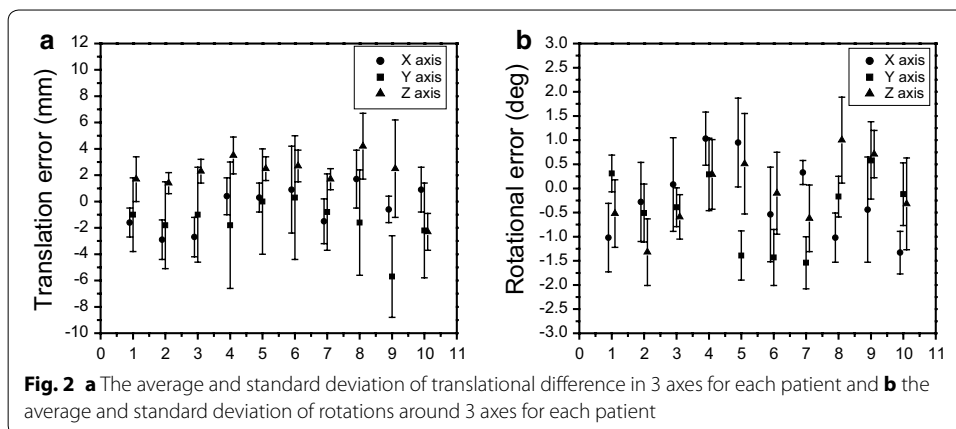 a
12
10
8
6
4
2
0
-2
-4
-6
-8
-10
Translation error (mm)
X axis
Y axis
Z axis
0 1 2 3 4 5 6 7 8 9 10 11
b
3.0
2.5
2.0
1.5
1.0
0.5
0.0
-0.5
-1.0
-1.5
-2.0
-2.5
-3.0
Rotational error (deg)
X axis
Y axis
Z axis
0 1 2 3 4 5 6 7 8 9 10 11
Fig. 2 a The average and standard deviation of translational difference in 3 axes for each patient and b the
average and standard deviation of rotations around 3 axes for each patient